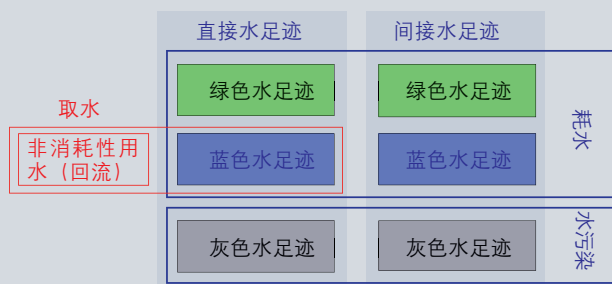 直接水足迹
间接水足迹
绿色水足迹
绿色水足迹
取水
耗水
非消耗性用
水（回流）
蓝色水足迹
蓝色水足迹
灰色水足迹
灰色水足迹
水污染